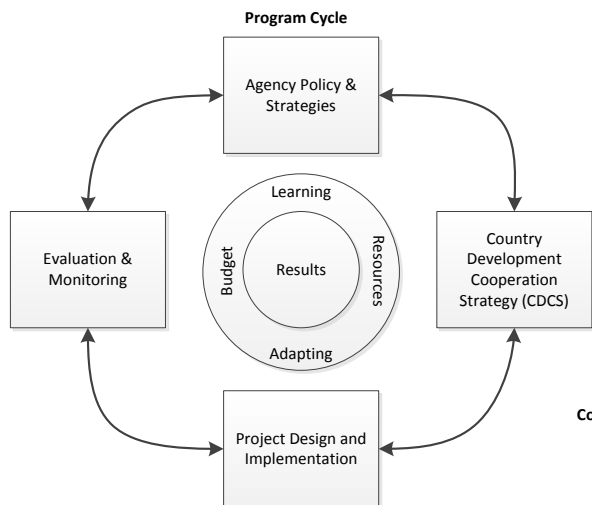 Program Cycle
Agency Policy &
Strategies
Evaluation &
Monitoring
Learning
Budget
Resources
Results
Adapting
Country
Development
Cooperation
Strategy (CDCS)
Project Design and
Implementation
Co